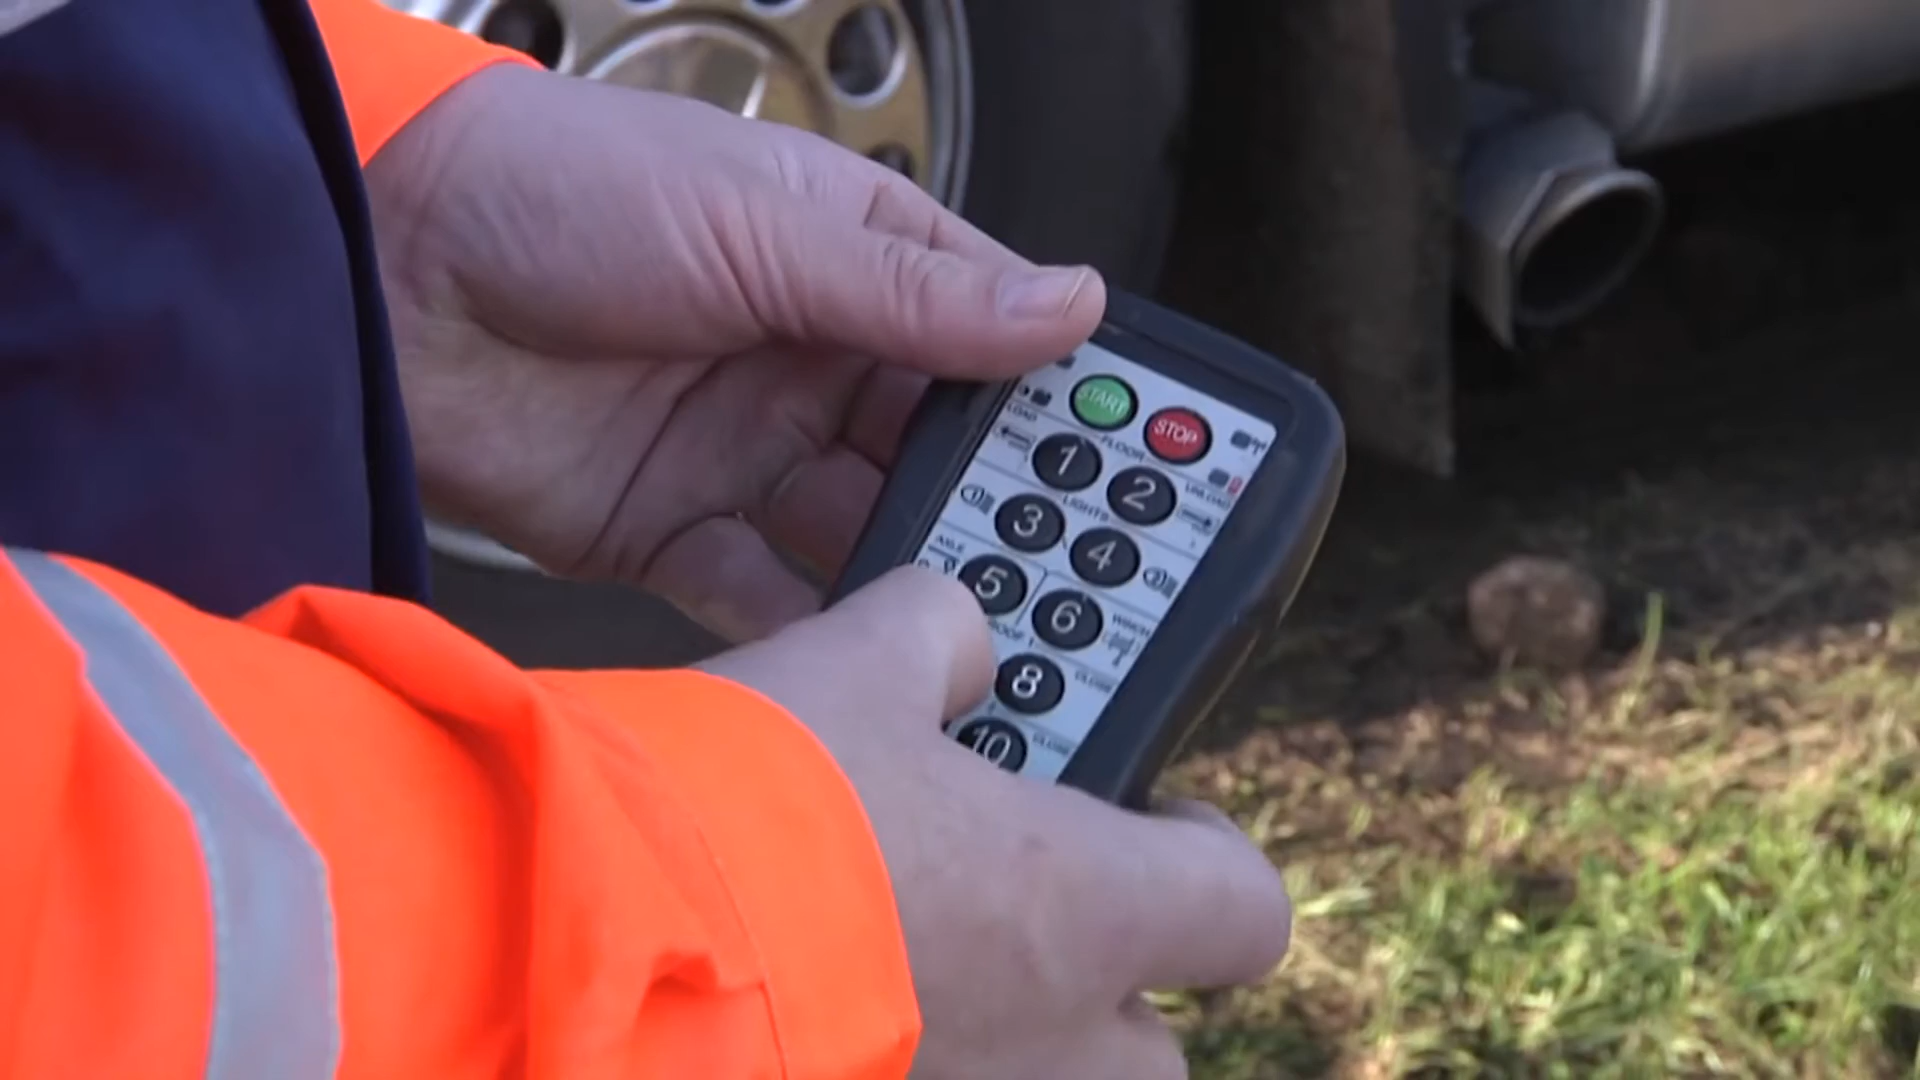 START STOP
LOAD
FLOOR
1 2
UNLOAD
LIGHTS
3 4
AXLE
5 6
WINCH
ROOF 1
8
CLOSE
10
CLOSE